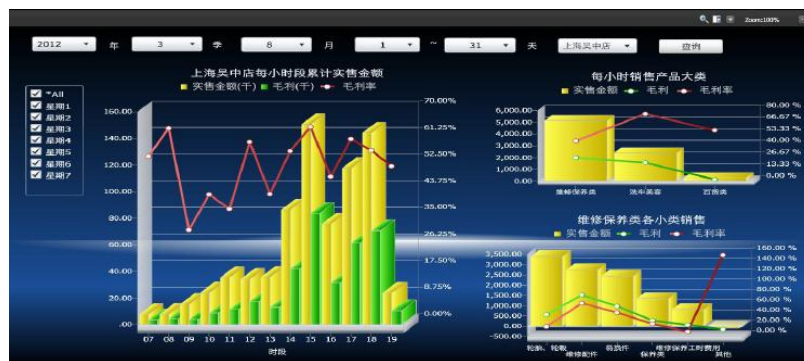 Zoom:100%
2012 年 3 季 8 月 1 ~ 31 天 上海吴中店 查询
*All
星期1
星期2
星期3
星期4
星期5
星期6
星期7
上海吴中店每小时段累计实售金额
实售金额(千) 毛利(千) 毛利率
160.00
140.00
120.00
100.00
80.00
60.00
40.00
20.00
.00
70.00%
61.25%
52.50%
43.75%
35.00%
26.25%
17.50%
8.75%
0.00%
07 08 09 10 11 12 13 14 15 16 17 18 19
时段
每小时销售产品大类
实售金额 毛利 毛利率
6,000.00
5,000.00
4,000.00
3,000.00
2,000.00
1,000.00
0.00
80.00 %
66.67 %
53.33 %
40.00 %
26.67 %
13.33 %
0.00 %
维修保养类 洗车美容 百货类
维修保养类各小类销售
实售金额 毛利 毛利率
3,500.00
3,000.00
2,500.00
2,000.00
1,500.00
1,000.00
500.00
0.00
-500.00
160.00 %
140.00 %
120.00 %
100.00 %
80.00 %
60.00 %
40.00 %
20.00 %
0.00 %
轮胎、轮毂 易损件 维修保养工时费用
维修配件 保养类 其他